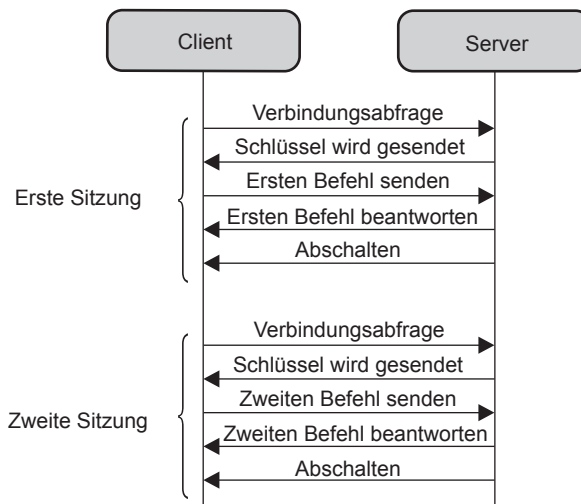 Client
Server
Verbindungsabfrage
Schlüssel wird gesendet
Ersten Befehl senden
Erste Sitzung
Ersten Befehl beantworten
Abschalten
Verbindungsabfrage
Schlüssel wird gesendet
Zweiten Befehl senden
Zweite Sitzung
Zweiten Befehl beantworten
Abschalten